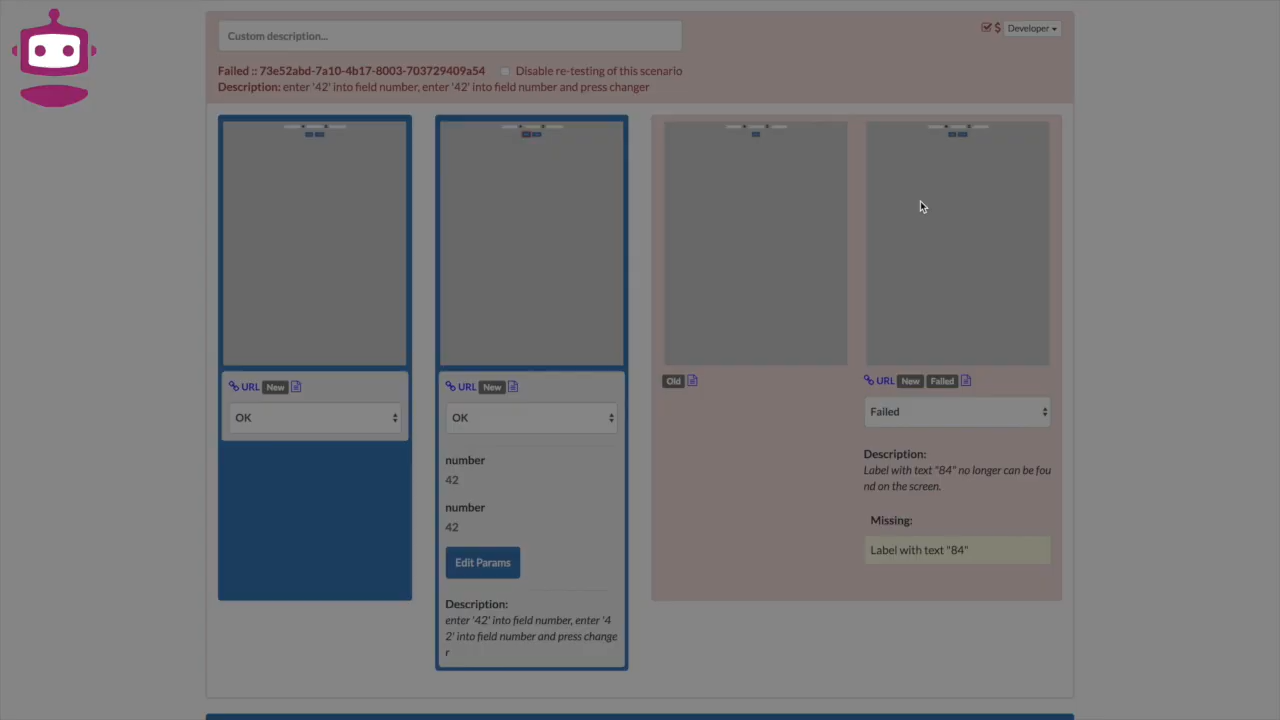 Custom description...
Developer
Failed :: 73e52abd-7a10-4b17-8003-703729409a54
Disable re-testing of this scenario
Description: enter '42' into field number, enter '42' into field number and press changer
URL New
OK
URL New
OK
number
42
number
42
Edit Params
Description:
enter '42' into field number, enter '4
2' into field number and press change
r
Old
URL New Failed
Failed
Description:
Label with text "84" no longer can be fou
nd on the screen.
Missing:
Label with text "84"